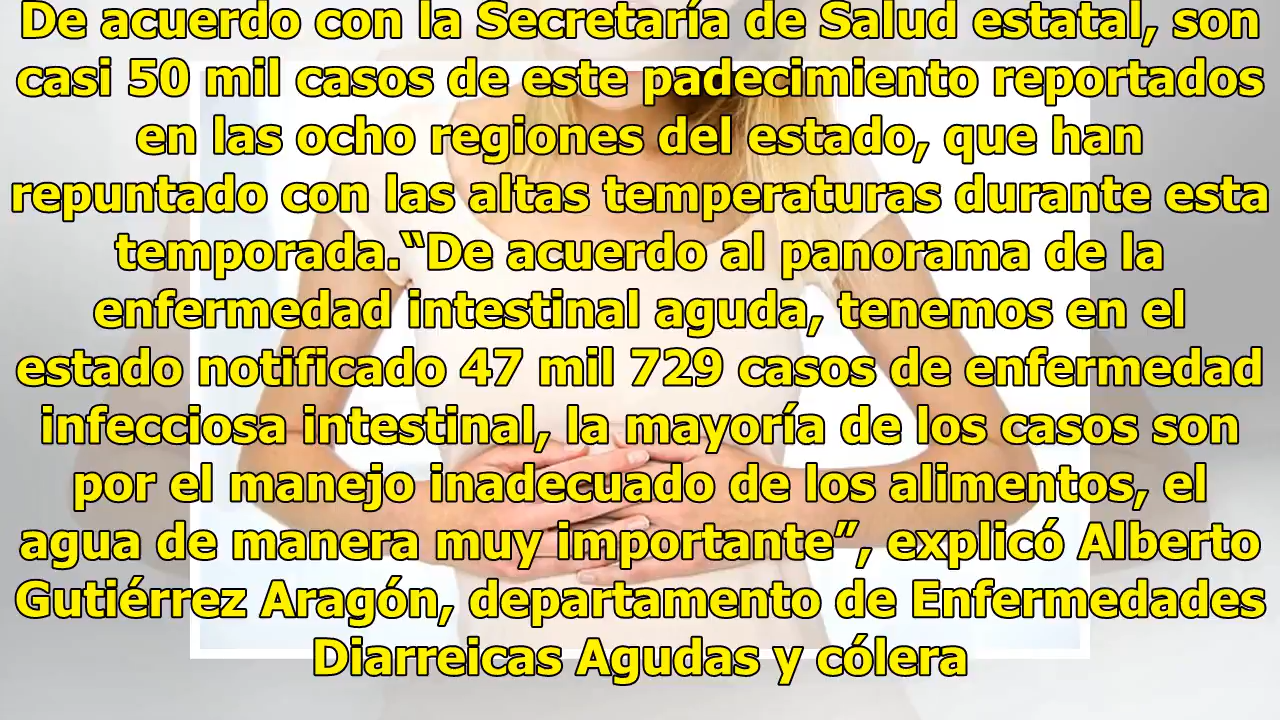 De acuerdo con la Secretaría de Salud estatal, son
casi 50 mil casos de este padecimiento reportados
en las ocho regiones del estado, que han
repuntado con las altas temperaturas durante esta
temporada.“De acuerdo al panorama de la
enfermedad intestinal aguda, tenemos en el
estado notificado 47 mil 729 casos de enfermedad
infecciosa intestinal, la mayoría de los casos son
por el manejo inadecuado de los alimentos, el
agua de manera muy importante”, explicó Alberto
Gutiérrez Aragón, departamento de Enfermedades
Diarreicas Agudas y cólera